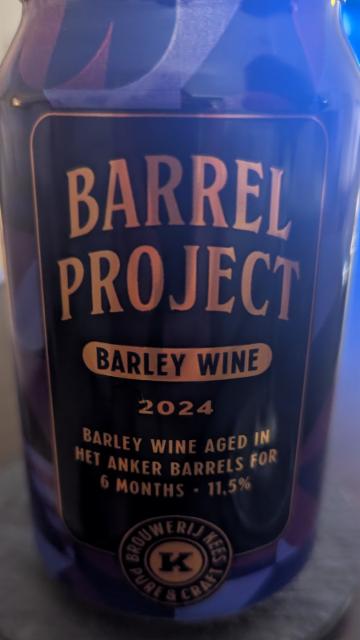 BARREL
PROJECT
BARLEY WINE
2024
BARLEY WINE AGED IN
HET ANKER BARRELS FOR
6 MONTHS - 11,5%
BROUWERIJ KEES
K
PURE & CRAFT